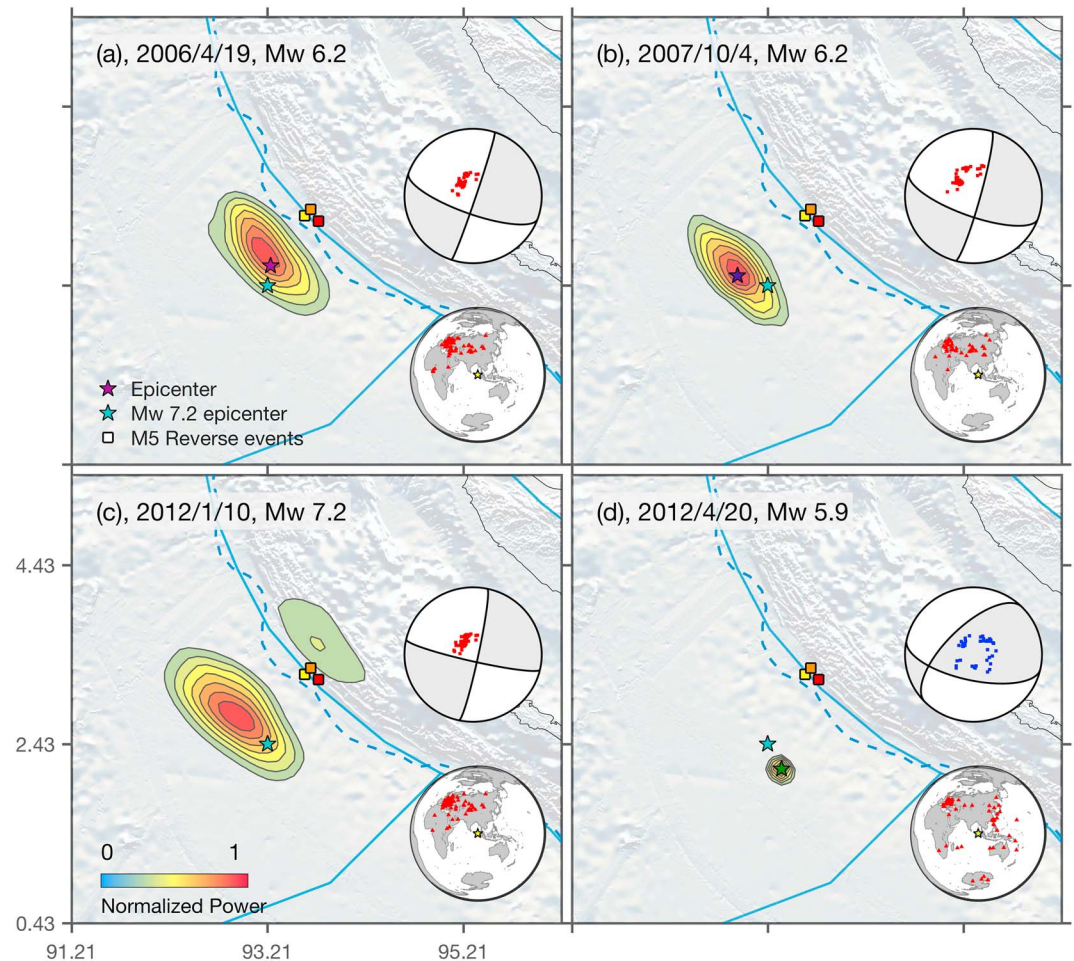 (a), 2006/4/19, Mw 6.2
(b), 2007/10/4, Mw 6.2
Epicenter
Mw 7.2 epicenter
M5 Reverse events
(c), 2012/1/10, Mw 7.2
(d), 2012/4/20, Mw 5.9
4.43
2.43
0 1
Normalized Power
0.43
91.21 93.21 95.21